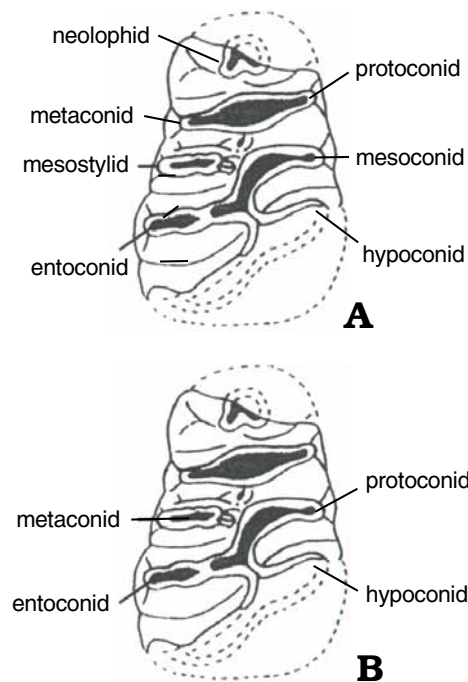 neolophid
protoconid
metaconid
mesostylid
mesoconid
entoconid
hypoconid
A
protoconid
metaconid
entoconid
hypoconid
B